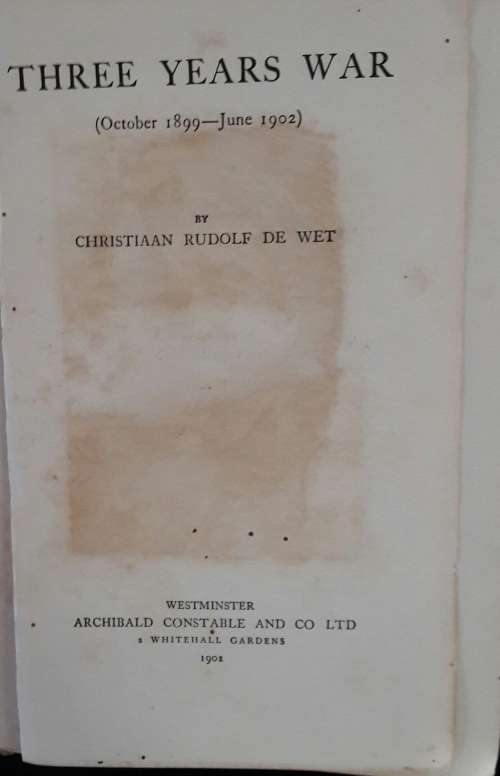 THREE YEARS WAR
(October 1899—June 1902)
BY
CHRISTIAAN RUDOLF DE WET
WESTMINSTER
ARCHIBALD CONSTABLE AND CO LTD
2 WHITEHALL GARDENS
1902